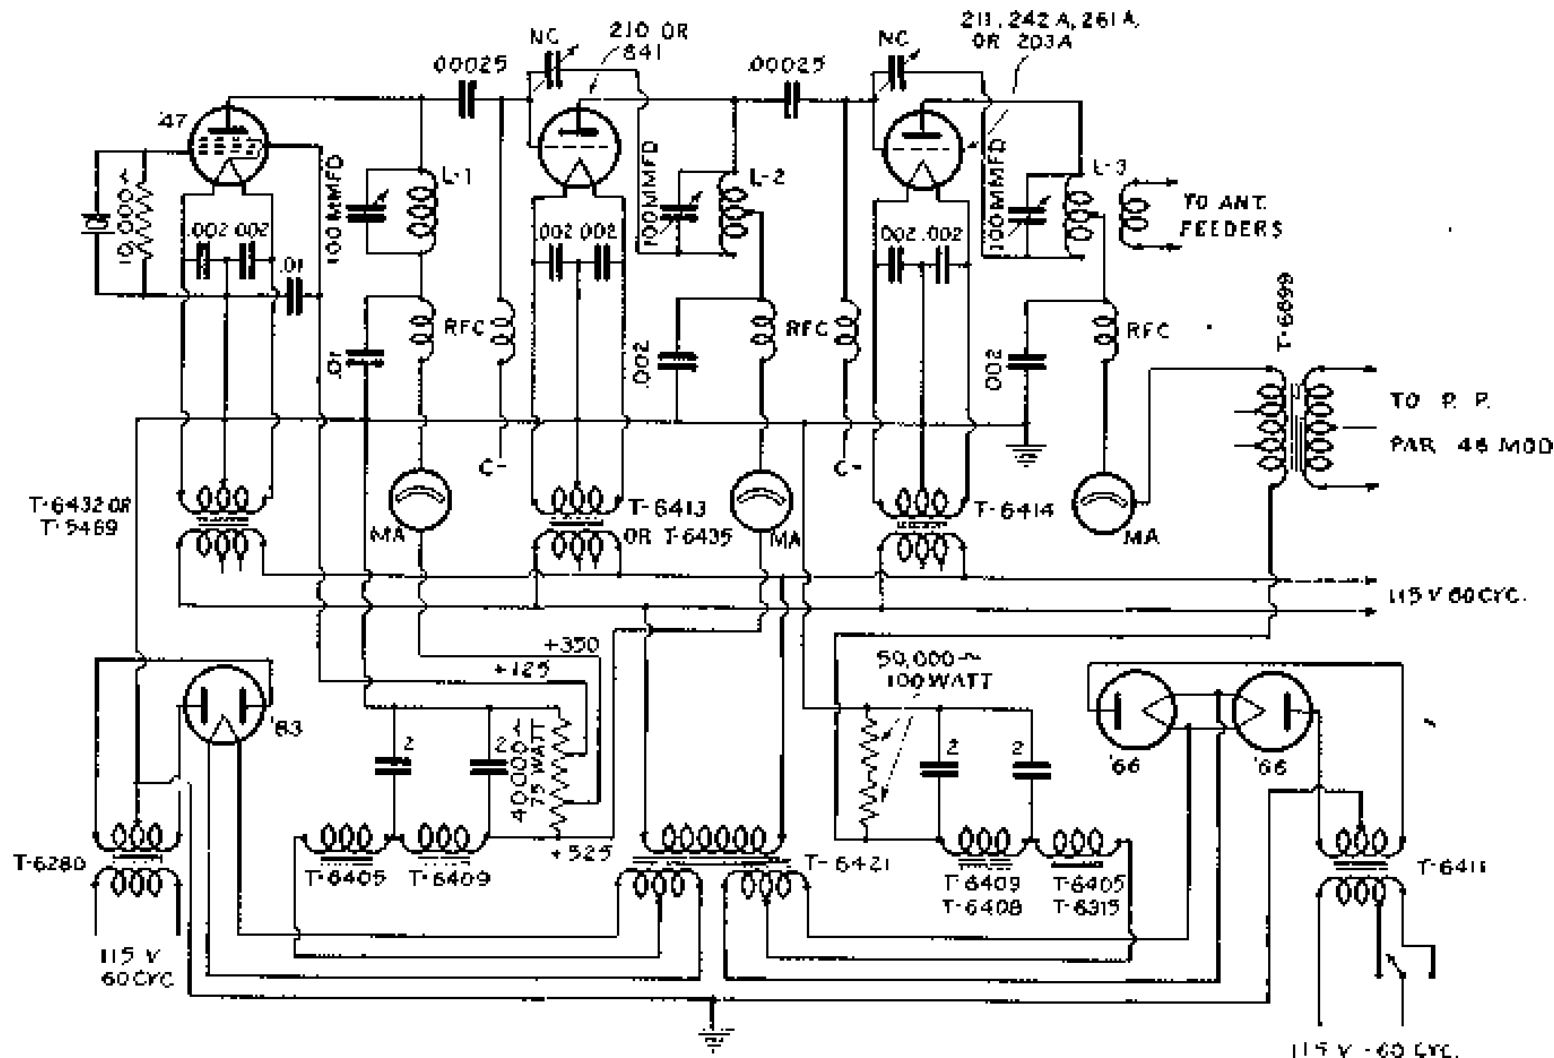 211, 242A, 261A,
OR 203A
210 OR
841
NC
NC
.00025
.00025
47
10,000
100 MMFD
L-1
100 MMFD
L-2
100 MMFD
L-3
TO ANT.
FEEDERS
.002 .002
.002 .002
.002 .002
.01
.01
RFC
.002
RFC
.002
RFC
T-6899
TO P. P.
PAR 46 MOD
C-
C-
T-6432 OR
T-5469
MA
T-6413
OR T-6435
MA
T-6414
MA
115 V 60 CYC.
+350
+125
50,000~
100 WATT
'83
2
2
40000
75 WATT
2
2
'66
'66
T-6280
T-6405
T-6409
+525
T-6421
T-6409
T-6408
T-6405
T-6315
T-6411
115 V
60 CYC
115 V - 60 CYC.